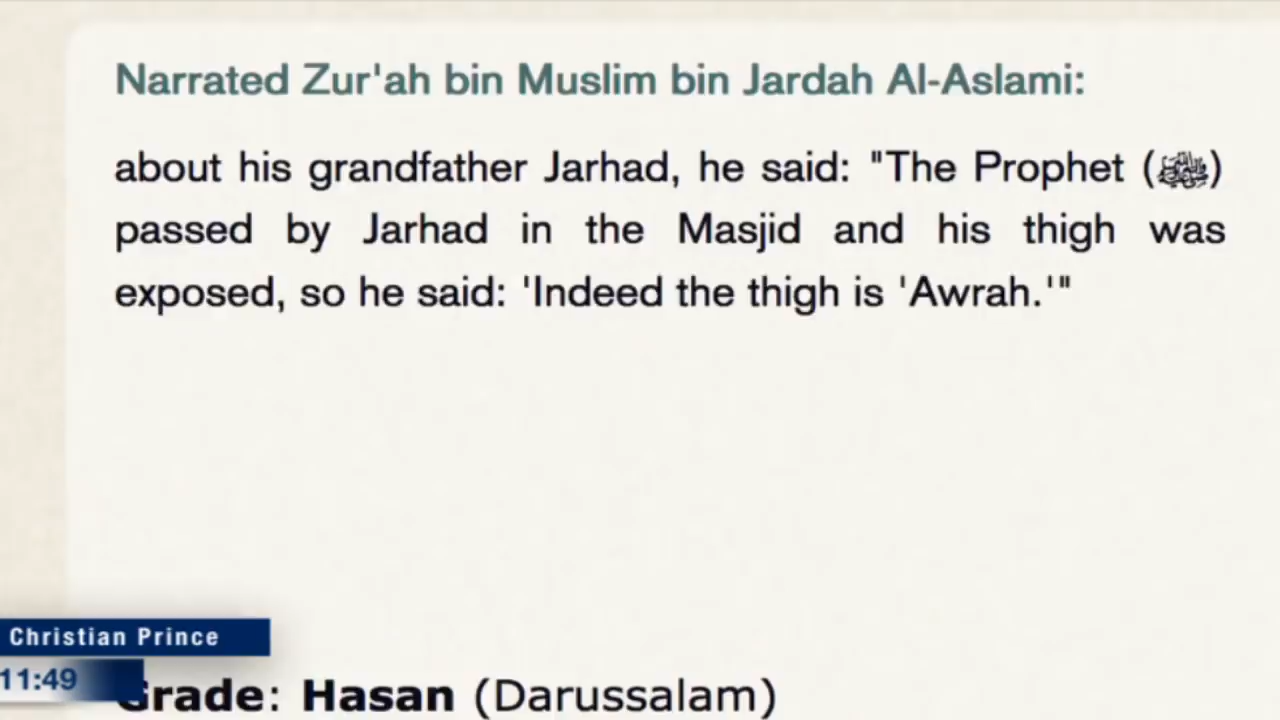 Narrated Zur'ah bin Muslim bin Jardah Al-Aslami:
about his grandfather Jarhad, he said: "The Prophet (ﷺ)
passed by Jarhad in the Masjid and his thigh was
exposed, so he said: 'Indeed the thigh is 'Awrah.'"
Christian Prince
11:49
Grade: Hasan (Darussalam)